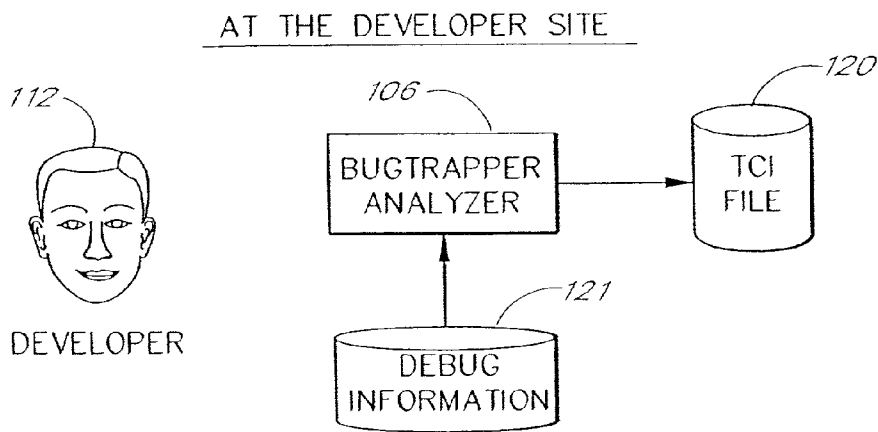 AT THE DEVELOPER SITE
112
106
120
BUGTRAPPER
ANALYZER
TCI
FILE
121
DEVELOPER
DEBUG
INFORMATION